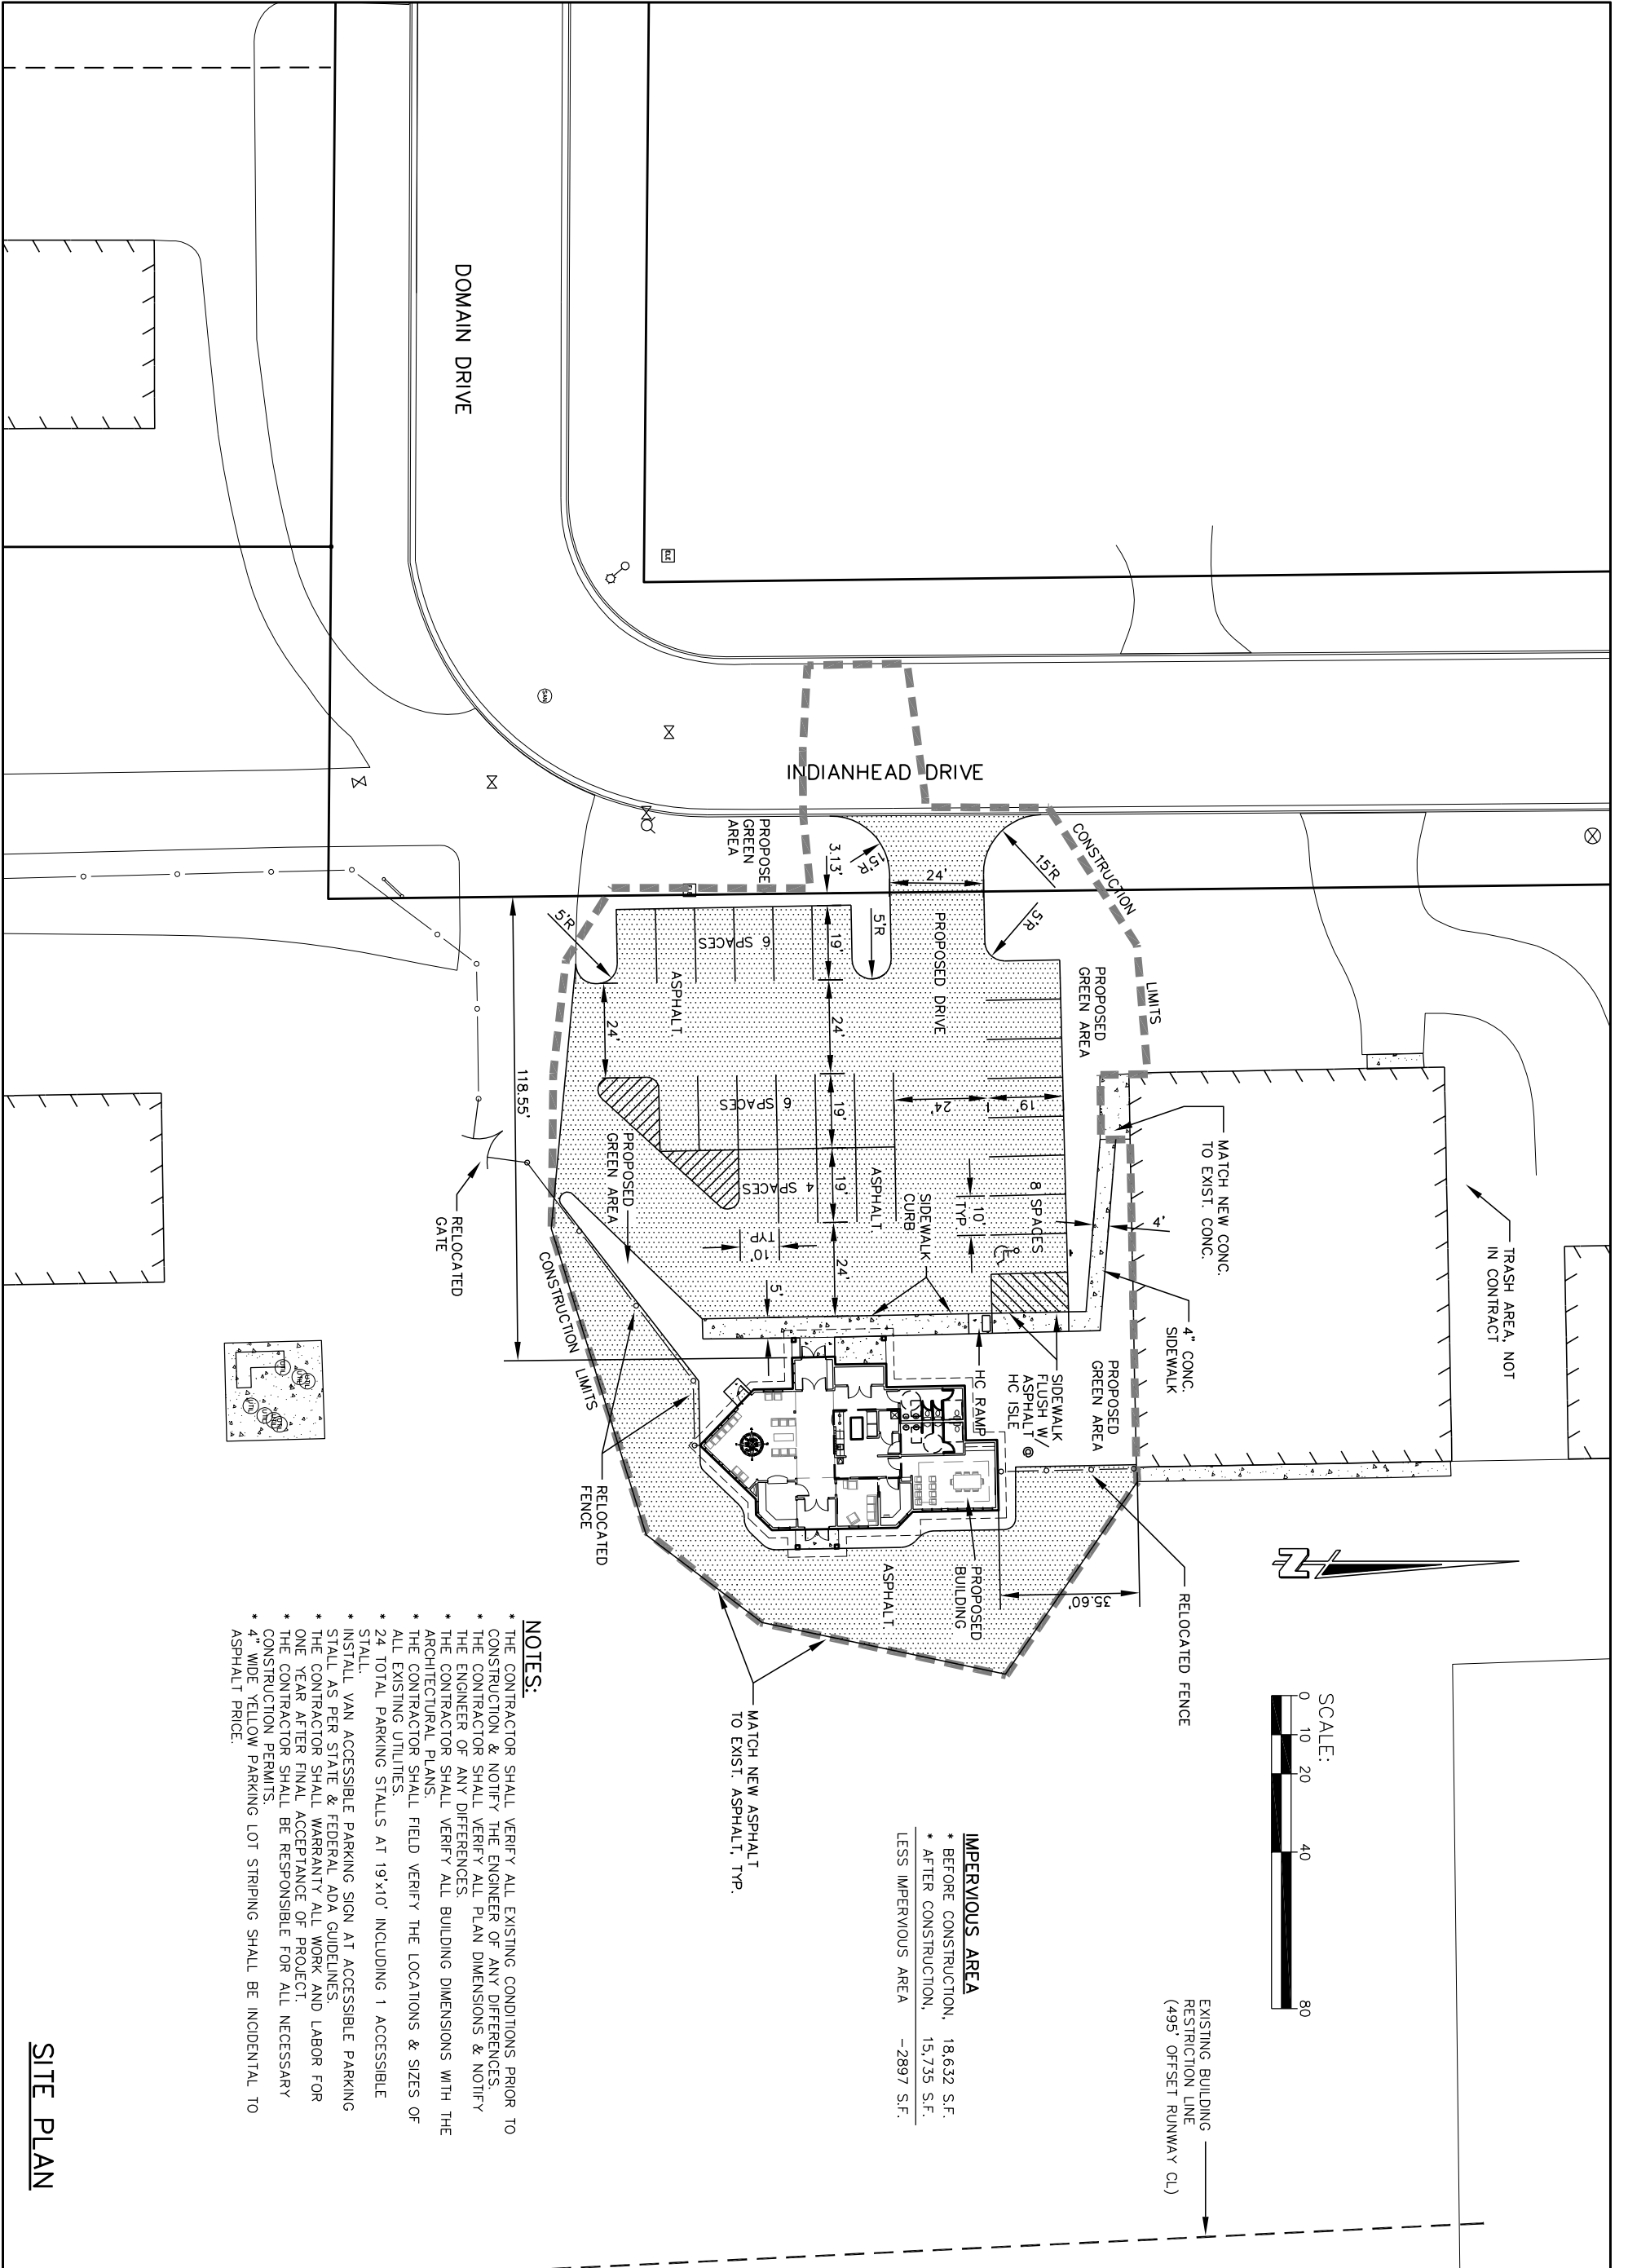 DOMAIN DRIVE
INDIANHEAD DRIVE
ELE
SAN
PROPOSE
GREEN
AREA
3.13'
15'R
24'
15'R
CONSTRUCTION
LIMITS
5'R
5'R
5'R
PROPOSED DRIVE
PROPOSED
GREEN AREA
6 SPACES
19'
ASPHALT
24'
24'
118.55'
6 SPACES
19'
24'
19'
4 SPACES
19'
ASPHALT
SIDEWALK
CURB
10'
TYP.
8 SPACES
10'
TYP.
24'
5'
4'
PROPOSED
GREEN AREA
MATCH NEW CONC.
TO EXIST. CONC.
TRASH AREA, NOT
IN CONTRACT
4" CONC.
SIDEWALK
RELOCATED
GATE
CONSTRUCTION
LIMITS
PROPOSED
GREEN AREA
SIDEWALK
FLUSH W/
ASPHALT @
HC ISLE
HC RAMP
RELOCATED
FENCE
PROPOSED
BUILDING
ASPHALT
35.60'
RELOCATED FENCE
N
MATCH NEW ASPHALT
TO EXIST. ASPHALT, TYP.
SCALE:
0 10 20 40 80
EXISTING BUILDING
RESTRICTION LINE
(495' OFFSET RUNWAY CL)
IMPERVIOUS AREA
* BEFORE CONSTRUCTION, 18,632 S.F.
* AFTER CONSTRUCTION, 15,735 S.F.
LESS IMPERVIOUS AREA -2897 S.F.
NOTES:
* THE CONTRACTOR SHALL VERIFY ALL EXISTING CONDITIONS PRIOR TO
CONSTRUCTION & NOTIFY THE ENGINEER OF ANY DIFFERENCES.
* THE CONTRACTOR SHALL VERIFY ALL PLAN DIMENSIONS & NOTIFY
THE ENGINEER OF ANY DIFFERENCES.
* THE CONTRACTOR SHALL VERIFY ALL BUILDING DIMENSIONS WITH THE
ARCHITECTURAL PLANS.
* THE CONTRACTOR SHALL FIELD VERIFY THE LOCATIONS & SIZES OF
ALL EXISTING UTILITIES.
* 24 TOTAL PARKING STALLS AT 19'x10' INCLUDING 1 ACCESSIBLE
STALL.
* INSTALL VAN ACCESSIBLE PARKING SIGN AT ACCESSIBLE PARKING
STALL AS PER STATE & FEDERAL ADA GUIDELINES.
* THE CONTRACTOR SHALL WARRANTY ALL WORK AND LABOR FOR
ONE YEAR AFTER FINAL ACCEPTANCE OF PROJECT.
* THE CONTRACTOR SHALL BE RESPONSIBLE FOR ALL NECESSARY
CONSTRUCTION PERMITS.
* 4" WIDE YELLOW PARKING LOT STRIPING SHALL BE INCIDENTAL TO
ASPHALT PRICE.
SITE PLAN